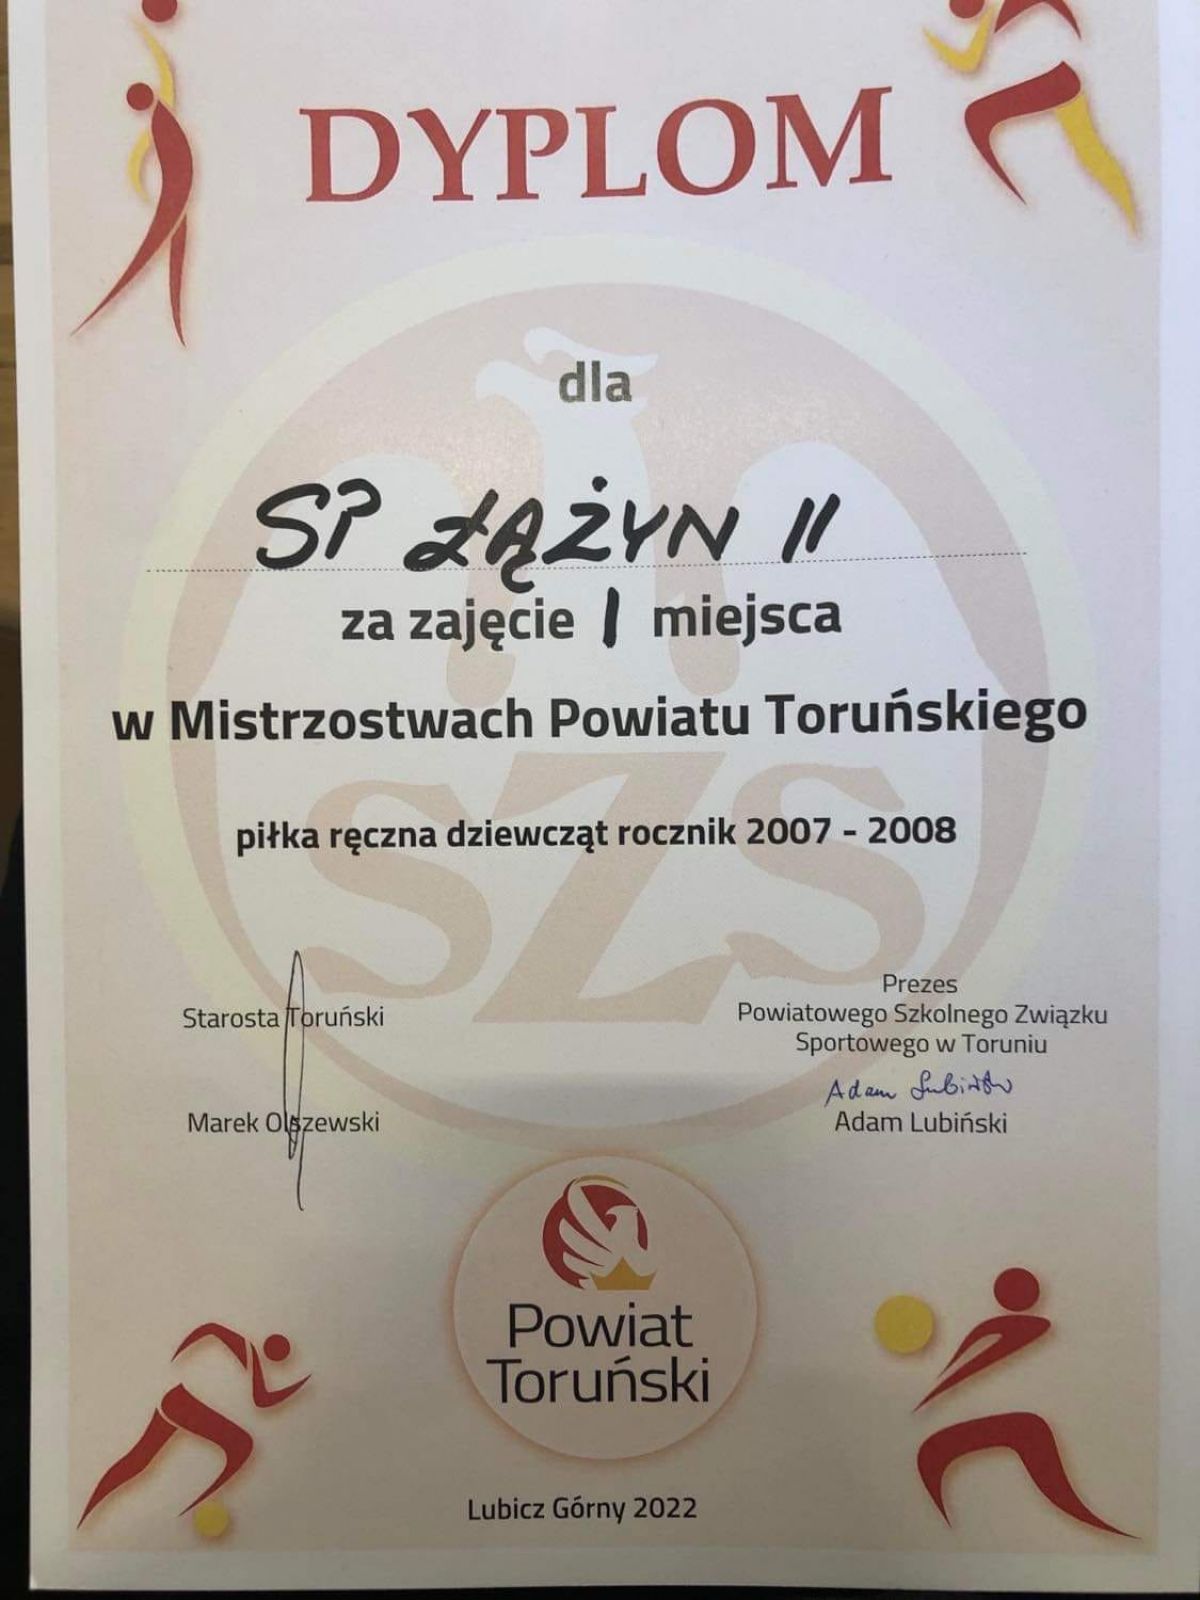 DYPLOM
dla
SP ŁĄŻYN II
za zajęcie I miejsca
w Mistrzostwach Powiatu Toruńskiego
SZS
piłka ręczna dziewcząt rocznik 2007 - 2008
Starosta Toruński
Marek Olszewski
Prezes
Powiatowego Szkolnego Związku
Sportowego w Toruniu
Adam Lubiński
Adam Lubiński
Powiat
Toruński
Lubicz Górny 2022